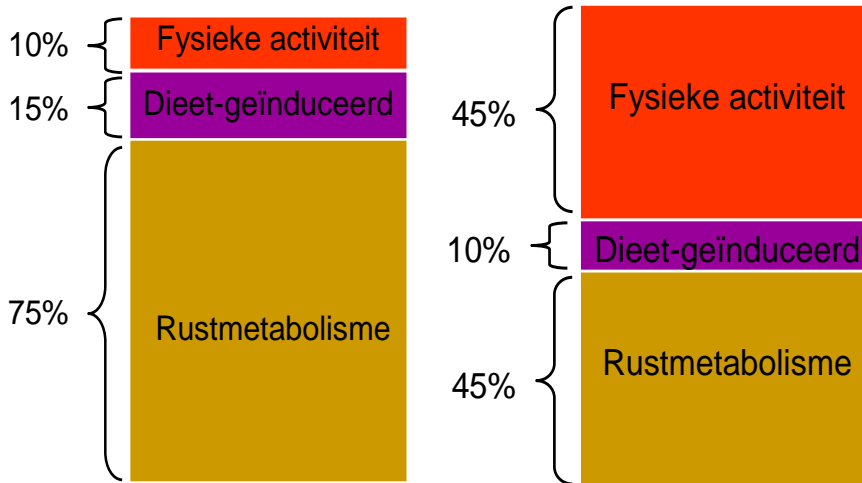 10%
Fysieke activiteit
15%
Dieet-geïnduceerd
75%
Rustmetabolisme
45%
Fysieke activiteit
10%
Dieet-geïnduceerd
45%
Rustmetabolisme